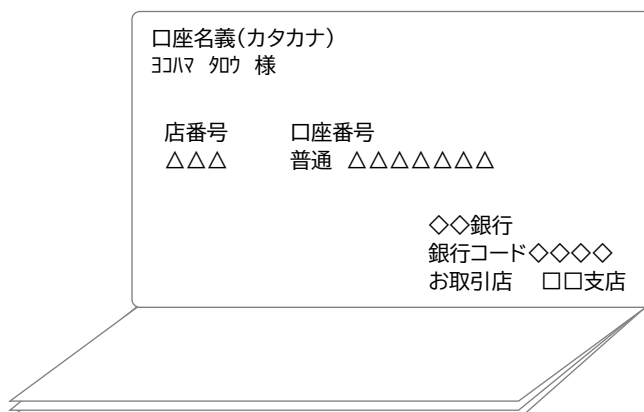 口座名義(カタカナ)
ﾖｺﾊﾏ ﾀﾛｳ 様
店番号 口座番号
△△△ 普通 △△△△△△△
◇◇銀行
銀行コード◇◇◇◇
お取引店 □□支店